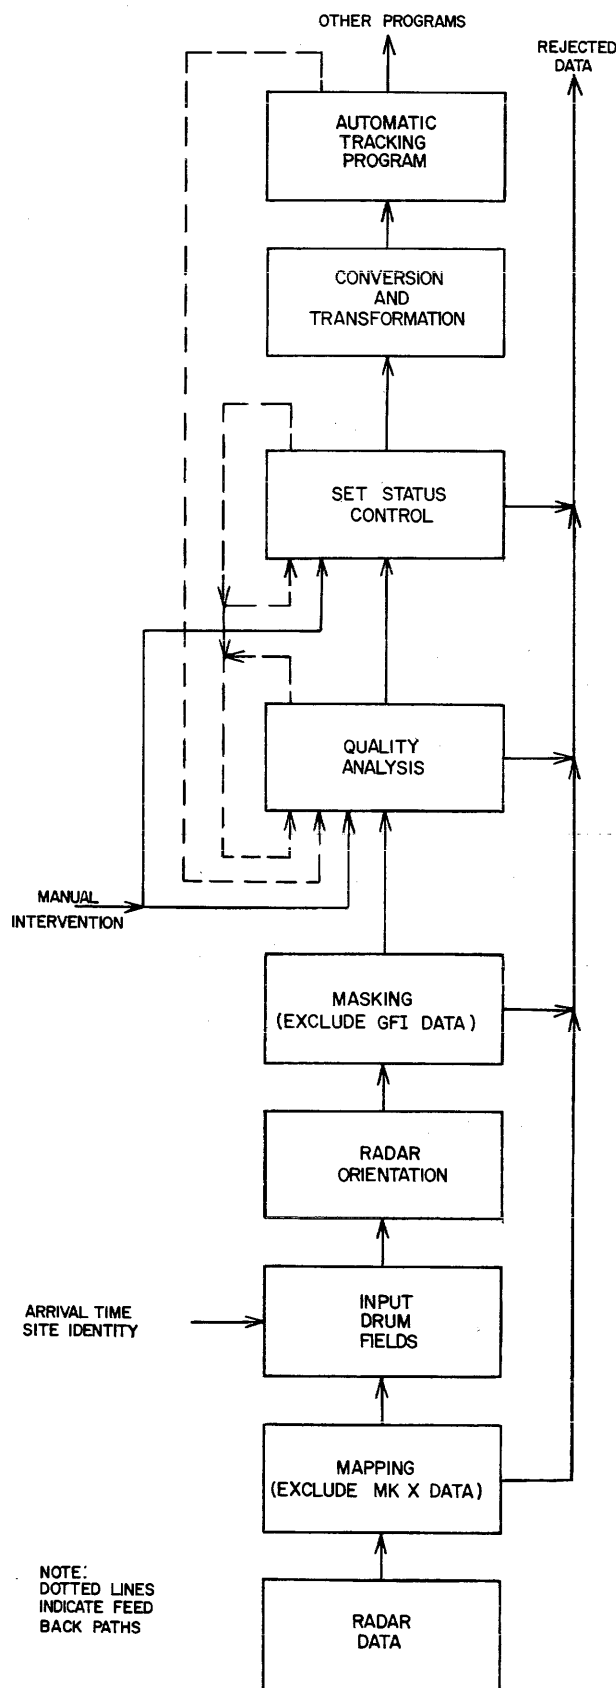 OTHER PROGRAMS
REJECTED
DATA
AUTOMATIC
TRACKING
PROGRAM
CONVERSION
AND
TRANSFORMATION
SET STATUS
CONTROL
QUALITY
ANALYSIS
MANUAL
INTERVENTION
MASKING
(EXCLUDE GFI DATA)
RADAR
ORIENTATION
ARRIVAL TIME
SITE IDENTITY
INPUT
DRUM
FIELDS
MAPPING
(EXCLUDE MK X DATA)
NOTE:
DOTTED LINES
INDICATE FEED
BACK PATHS
RADAR
DATA